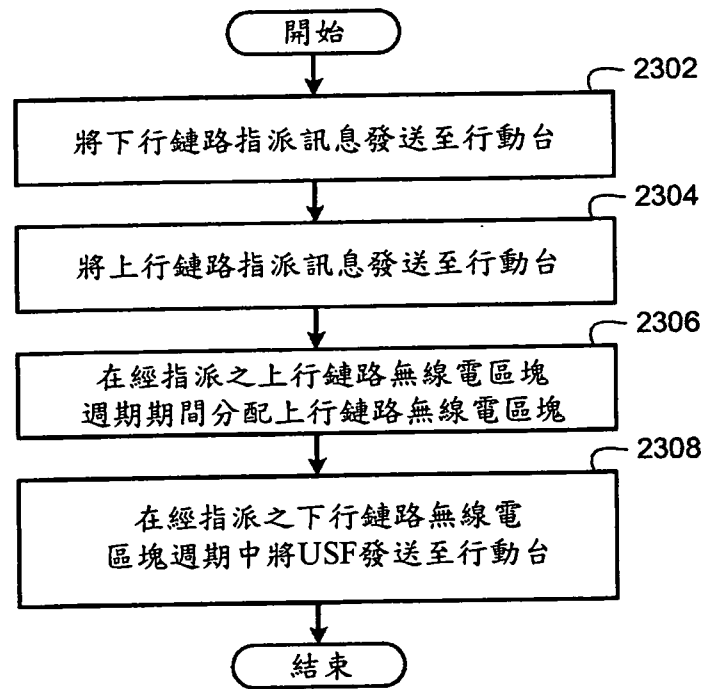 開始
2302
將下行鏈路指派訊息發送至行動台
2304
將上行鏈路指派訊息發送至行動台
2306
在經指派之上行鏈路無線電區塊
週期期間分配上行鏈路無線電區塊
2308
在經指派之下行鏈路無線電
區塊週期中將USF發送至行動台
結束